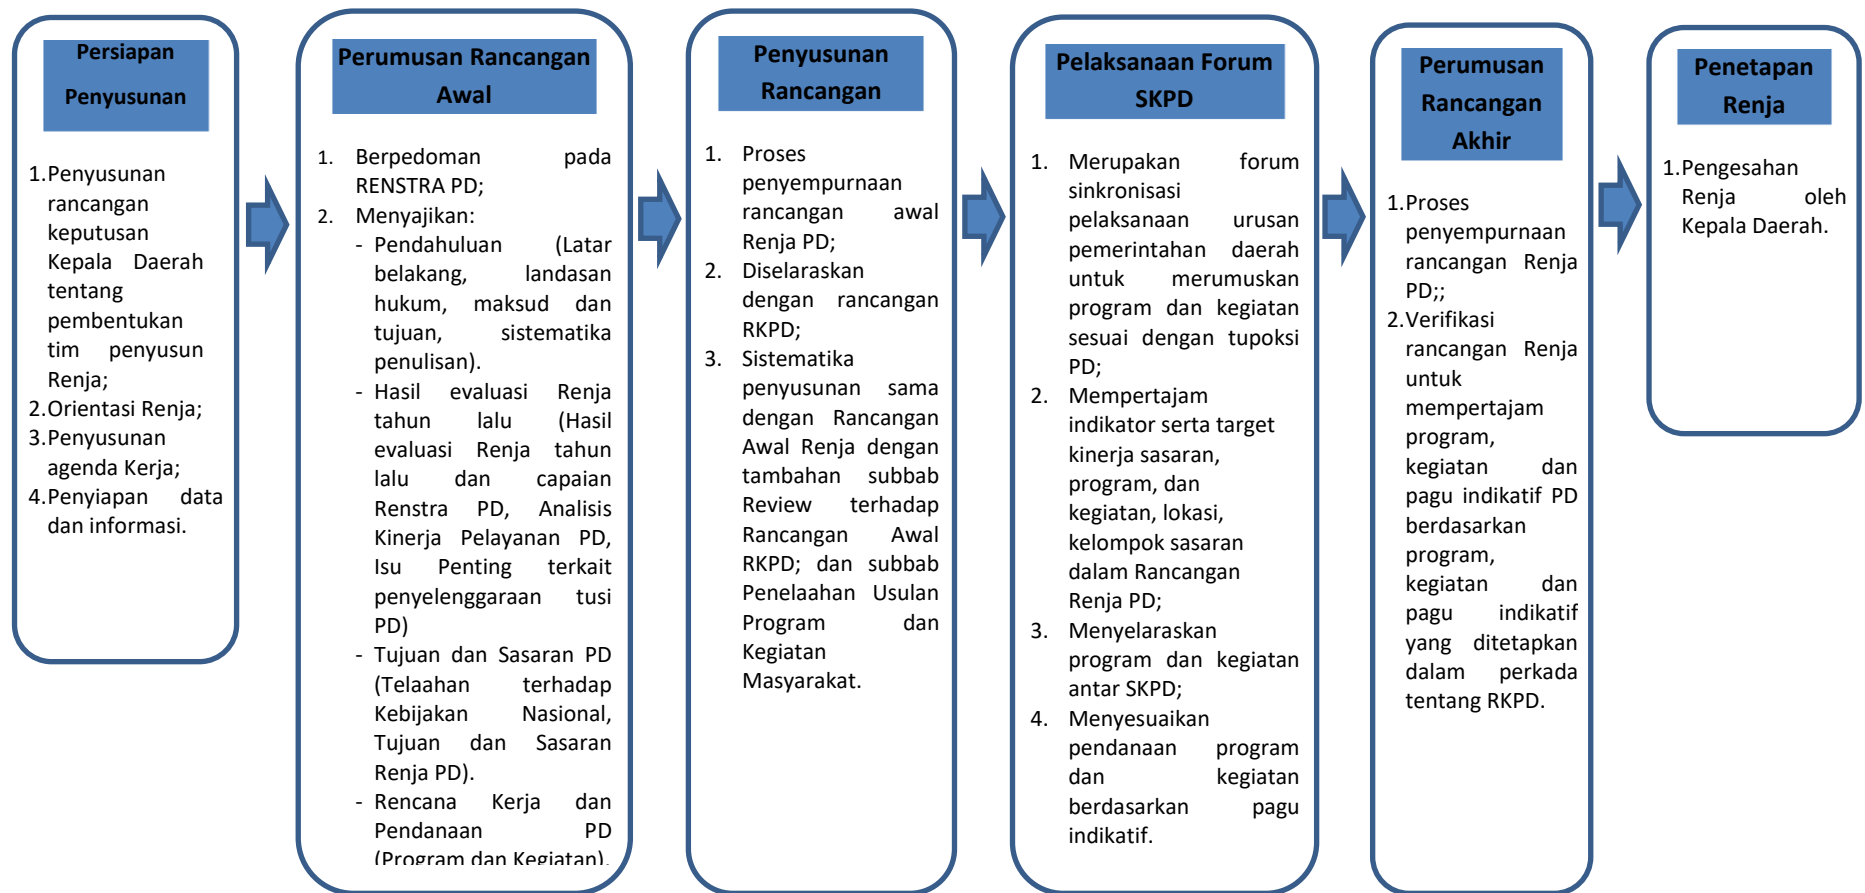 Persiapan
Penyusunan
1.Penyusunan
rancangan
keputusan
Kepala Daerah
tentang
pembentukan
tim penyusun
Renja;
2.Orientasi Renja;
3.Penyusunan
agenda Kerja;
4.Penyiapan data
dan informasi.
Perumusan Rancangan
Awal
1. Berpedoman pada
RENSTRA PD;
2. Menyajikan:
- Pendahuluan (Latar
belakang, landasan
hukum, maksud dan
tujuan, sistematika
penulisan).
- Hasil evaluasi Renja
tahun lalu (Hasil
evaluasi Renja tahun
lalu dan capaian
Renstra PD, Analisis
Kinerja Pelayanan PD,
Isu Penting terkait
penyelenggaraan tusi
PD)
- Tujuan dan Sasaran PD
(Telaahan terhadap
Kebijakan Nasional,
Tujuan dan Sasaran
Renja PD).
- Rencana Kerja dan
Pendanaan PD
(Program dan Kegiatan).
Penyusunan
Rancangan
1. Proses
penyempurnaan
rancangan awal
Renja PD;
2. Diselaraskan
dengan rancangan
RKPD;
3. Sistematika
penyusunan sama
dengan Rancangan
Awal Renja dengan
tambahan subbab
Review terhadap
Rancangan Awal
RKPD; dan subbab
Penelaahan Usulan
Program dan
Kegiatan
Masyarakat.
Pelaksanaan Forum
SKPD
1. Merupakan forum
sinkronisasi
pelaksanaan urusan
pemerintahan daerah
untuk merumuskan
program dan kegiatan
sesuai dengan tupoksi
PD;
2. Mempertajam
indikator serta target
kinerja sasaran,
program, dan
kegiatan, lokasi,
kelompok sasaran
dalam Rancangan
Renja PD;
3. Menyelaraskan
program dan kegiatan
antar SKPD;
4. Menyesuaikan
pendanaan program
dan kegiatan
berdasarkan pagu
indikatif.
Perumusan
Rancangan
Akhir
1.Proses
penyempurnaan
rancangan Renja
PD;;
2.Verifikasi
rancangan Renja
untuk
mempertajam
program,
kegiatan dan
pagu indikatif PD
berdasarkan
program,
kegiatan dan
pagu indikatif
yang ditetapkan
dalam perkada
tentang RKPD.
Penetapan
Renja
1.Pengesahan
Renja oleh
Kepala Daerah.